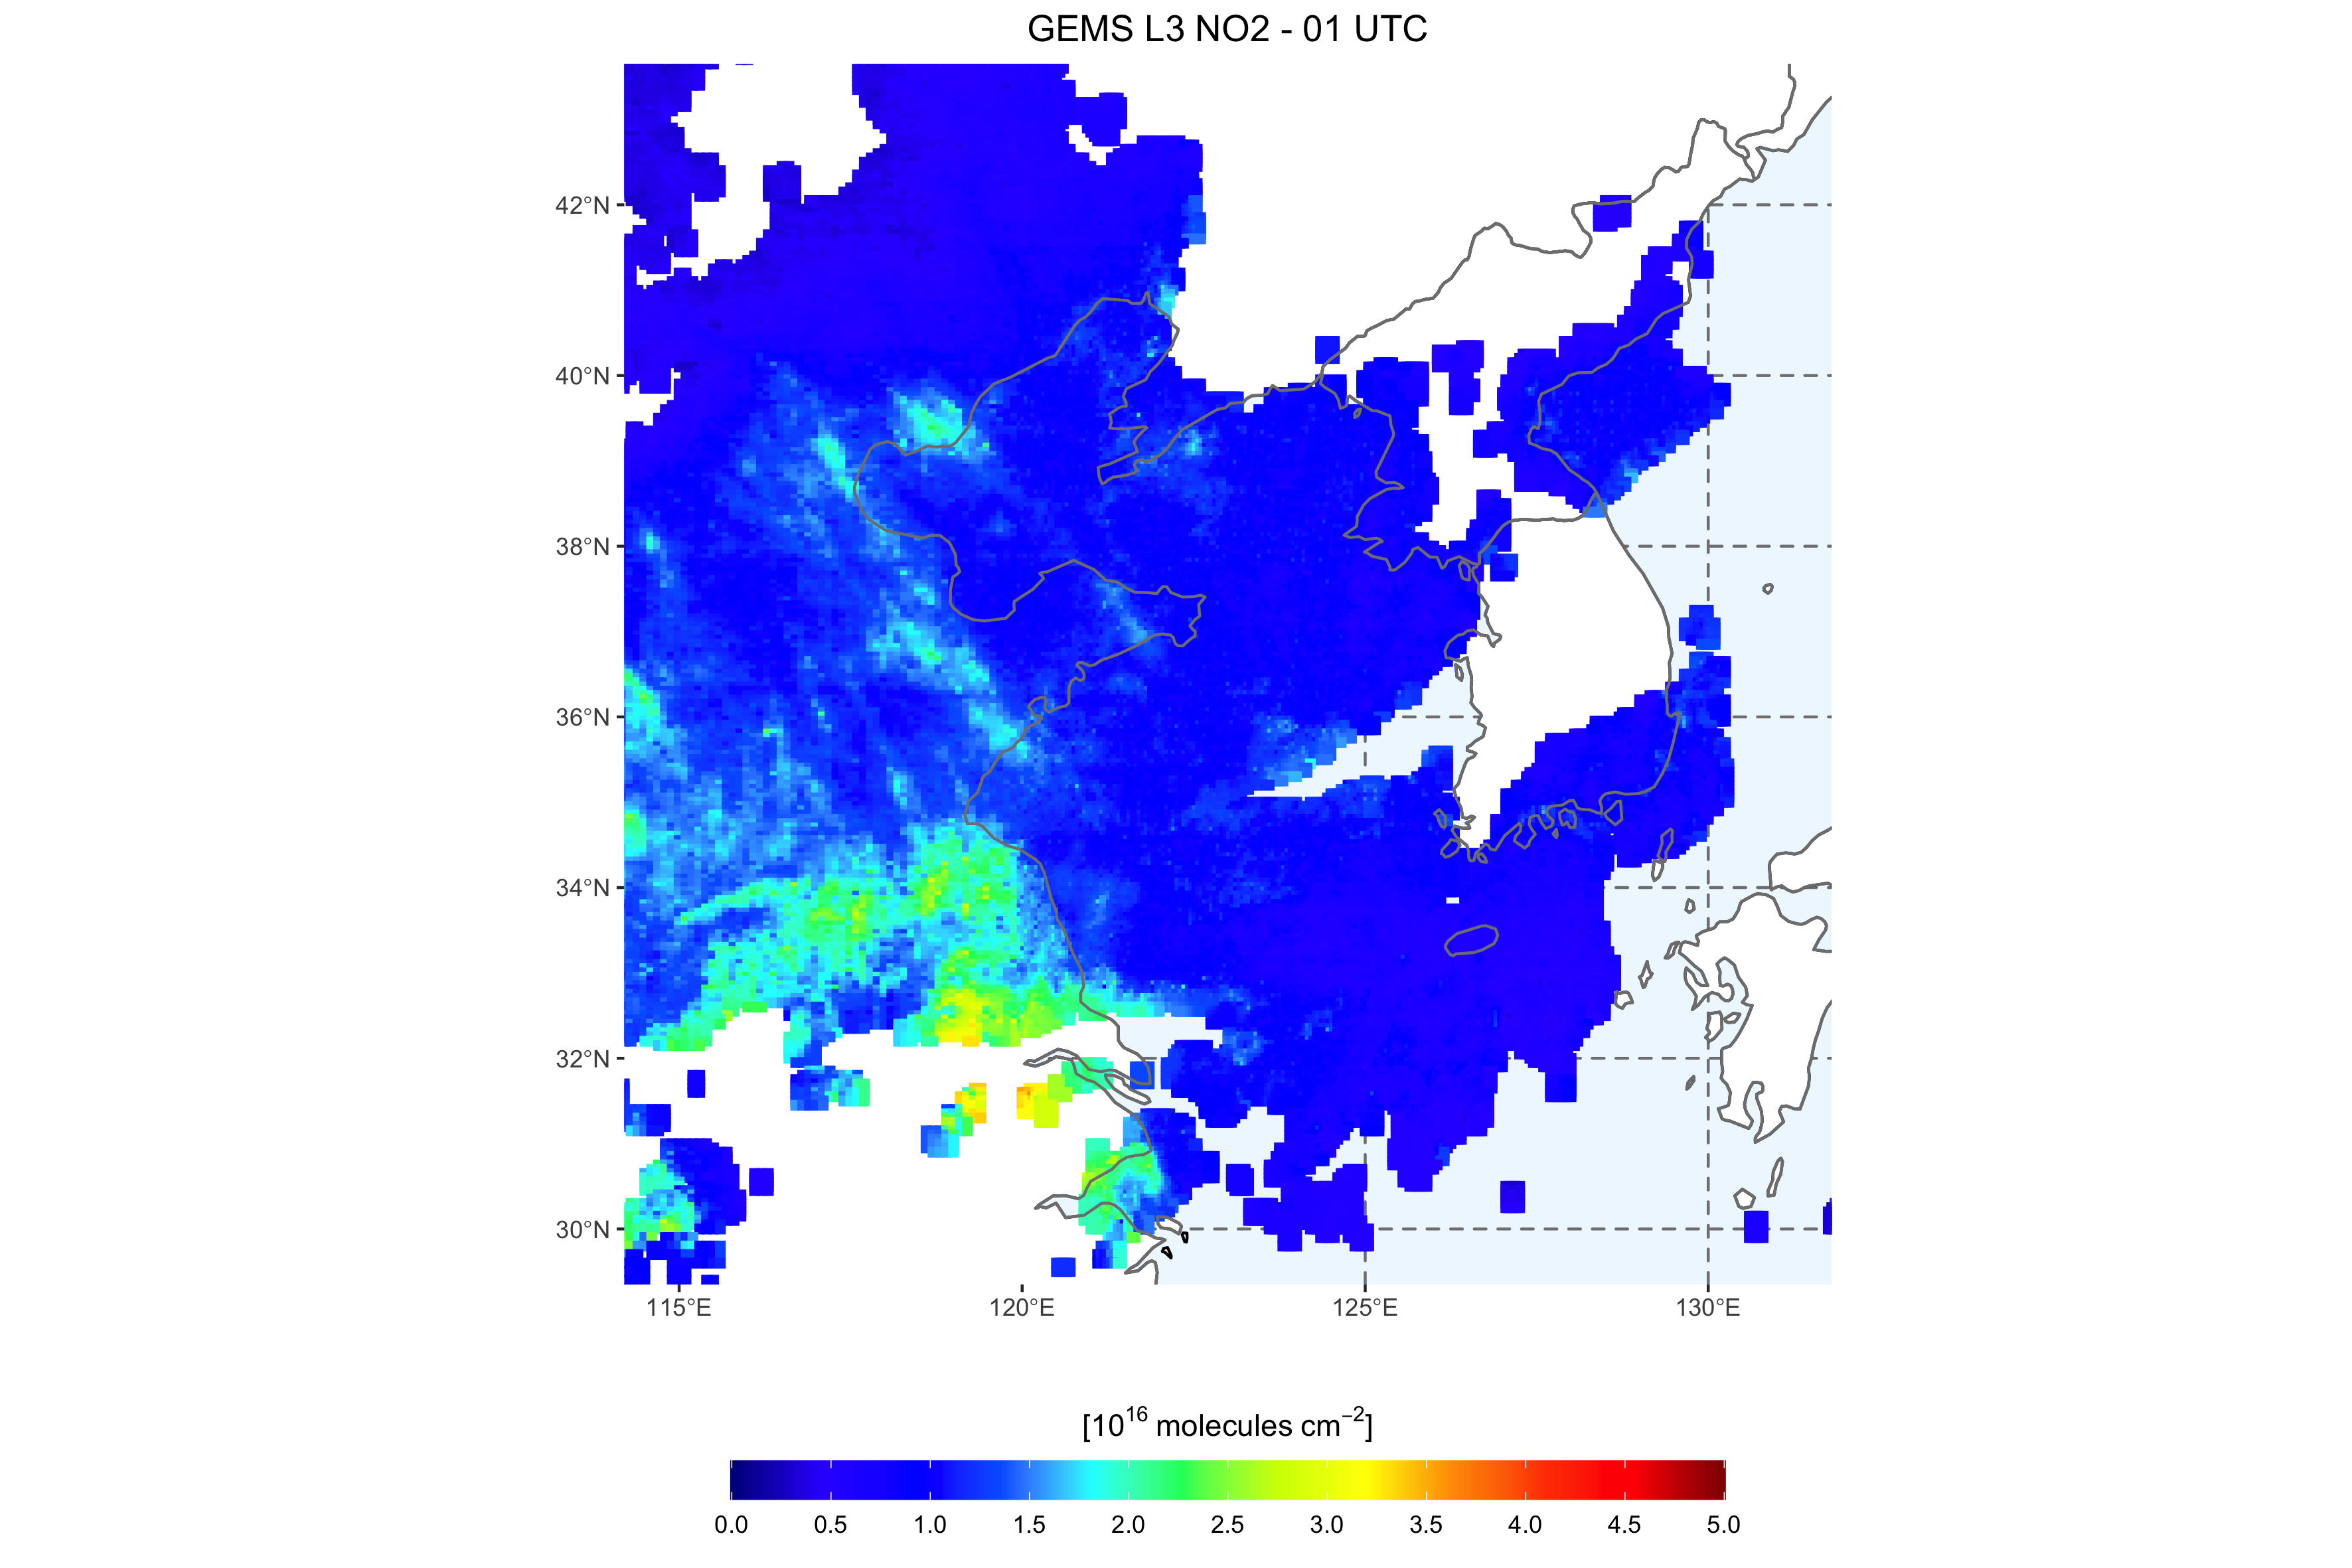 GEMS L3 NO2 - 01 UTC
42°N
40°N
38°N
36°N
34°N
32°N
30°N
115°E 120°E 125°E 130°E
[10¹⁶ molecules cm⁻²]
0.0 0.5 1.0 1.5 2.0 2.5 3.0 3.5 4.0 4.5 5.0